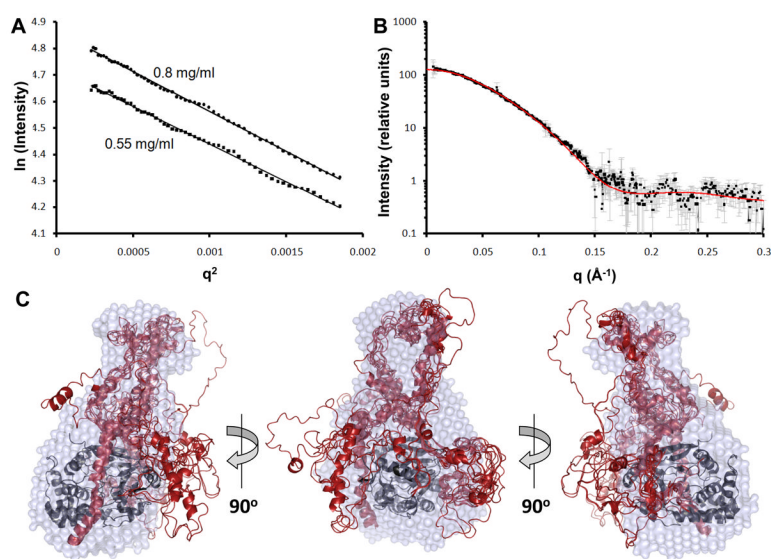 A
4.9
4.8
4.7
4.6
4.5
4.4
4.3
4.2
4.1
ln (Intensity)
0.8 mg/ml
0.55 mg/ml
0
0.0005
0.001
0.0015
0.002
q²
B
1000
100
10
1
0.1
Intensity (relative units)
0
0.05
0.1
0.15
0.2
0.25
0.3
q (Å⁻¹)
C
90º
90º